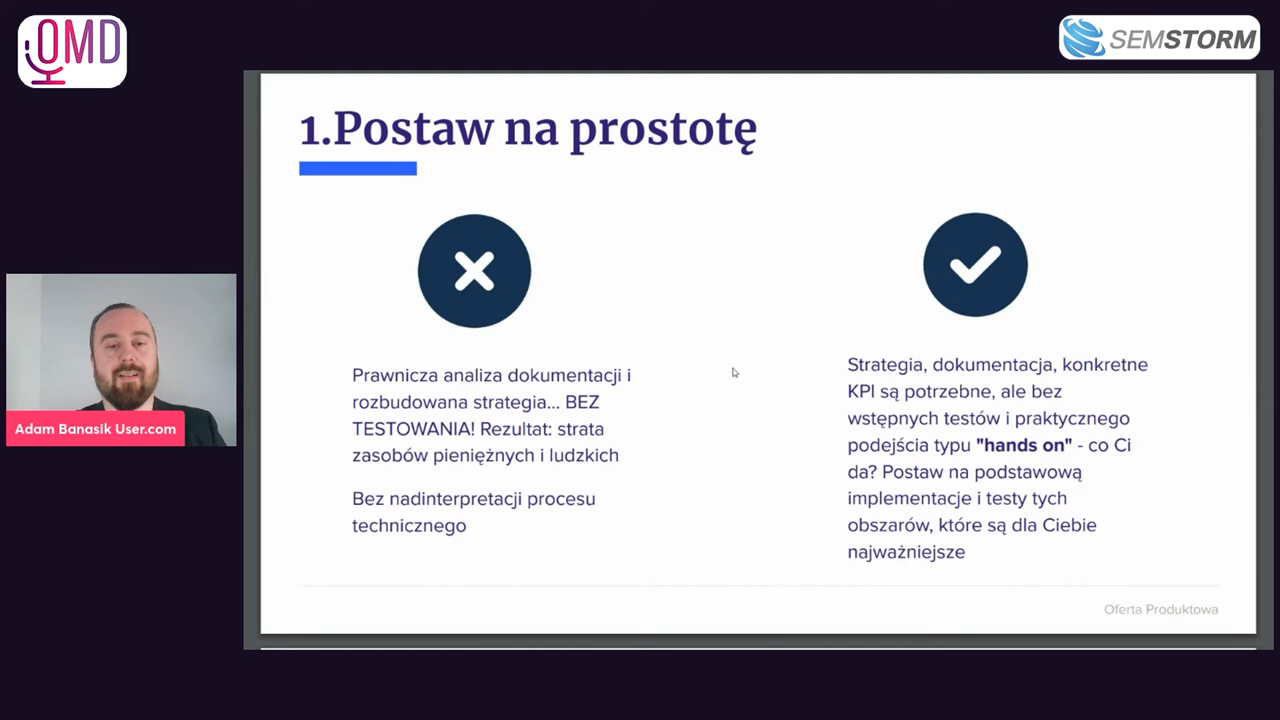 OMD
SEMSTORM
1.Postaw na prostotę
Prawnicza analiza dokumentacji i
rozbudowana strategia... BEZ
TESTOWANIA! Rezultat: strata
zasobów pieniężnych i ludzkich
Bez nadinterpretacji procesu
technicznego
Strategia, dokumentacja, konkretne
KPI są potrzebne, ale bez
wstępnych testów i praktycznego
podejścia typu "hands on" - co Ci
da? Postaw na podstawową
implementacje i testy tych
obszarów, które są dla Ciebie
najważniejsze
Oferta Produktowa
Adam Banasik User.com